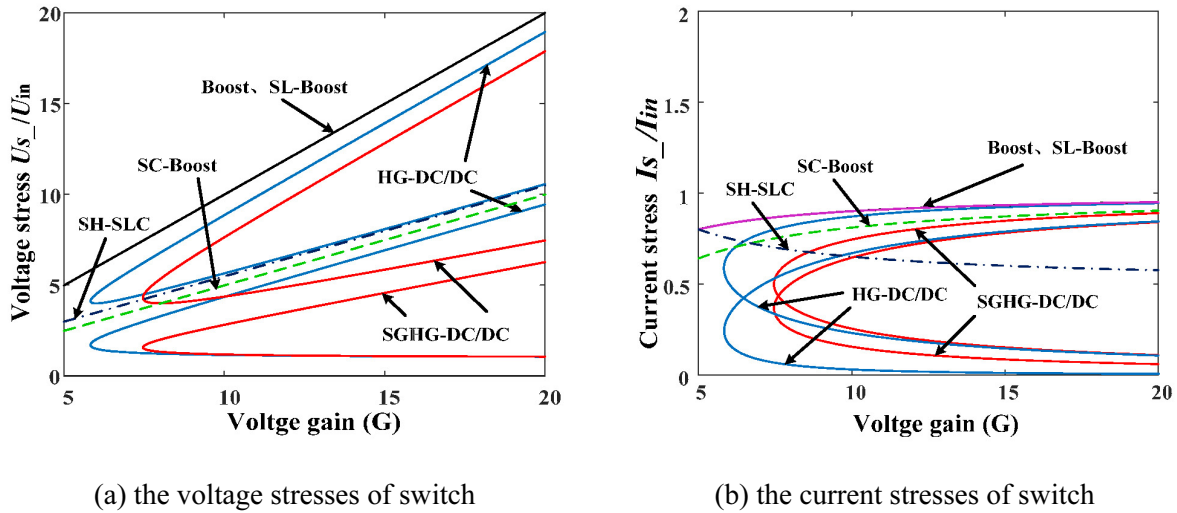 Voltage stress Us_/Uin
20
15
10
5
0
Boost、SL-Boost
SC-Boost
HG-DC/DC
SH-SLC
SGHG-DC/DC
5
10
15
20
Voltge gain (G)
(a) the voltage stresses of switch
Current stress Is_/Iin
2
1.5
1
0.5
0
Boost、SL-Boost
SC-Boost
SH-SLC
HG-DC/DC
SGHG-DC/DC
5
10
15
20
Voltge gain (G)
(b) the current stresses of switch